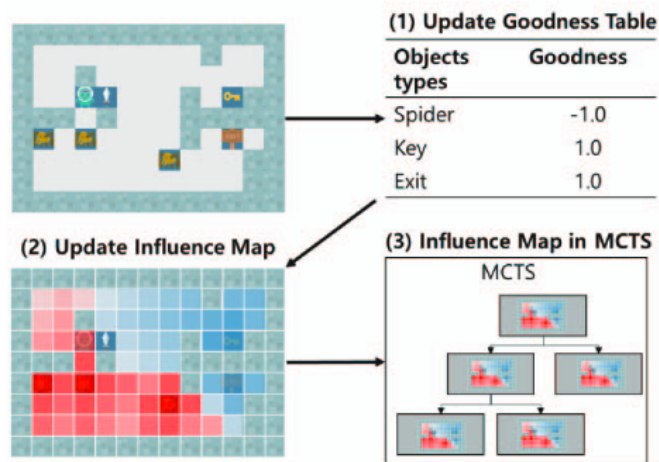 (1) Update Goodness Table
Objects types Goodness
Spider -1.0
Key 1.0
Exit 1.0
(2) Update Influence Map
(3) Influence Map in MCTS
MCTS